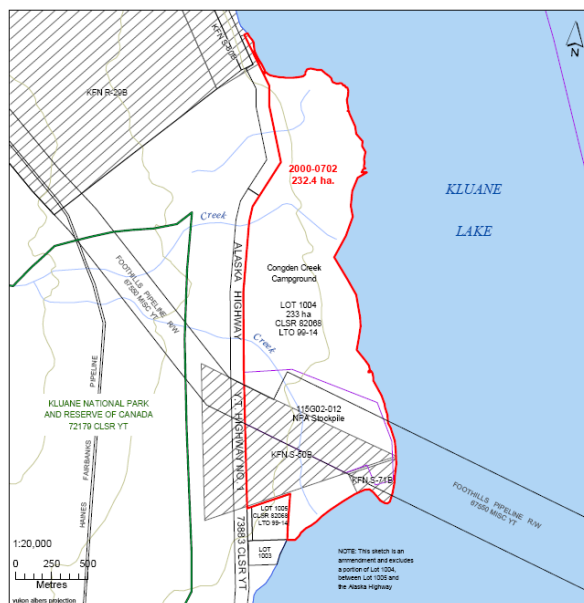 N
KFN S-60B
KFN R-29B
2000-0702
232.4 ha.
KLUANE
LAKE
Creek
ALASKA HIGHWAY
Congden Creek
Campground
LOT 1004
233 ha
CLSR 82068
LTO 99-14
FOOTHILLS PIPELINE R/W
67550 MISC YT
Creek
HAINES FAIRBANKS PIPELINE
KLUANE NATIONAL PARK
AND RESERVE OF CANADA
72179 CLSR YT
YT. HIGHWAY NO. 1
115G02-012
NPA Stockpile
KFN S-50B
KFN S-71B
FOOTHILLS PIPELINE R/W
67550 MISC YT
LOT 1005
CLSR 82068
LTO 99-14
73883 CLSR YT
LOT
1003
1:20,000
0 250 500
Metres
yukon albers projection
NOTE: This sketch is an
ammendment and excludes
a portion of Lot 1004,
between Lot 1005 and
the Alaska Highway